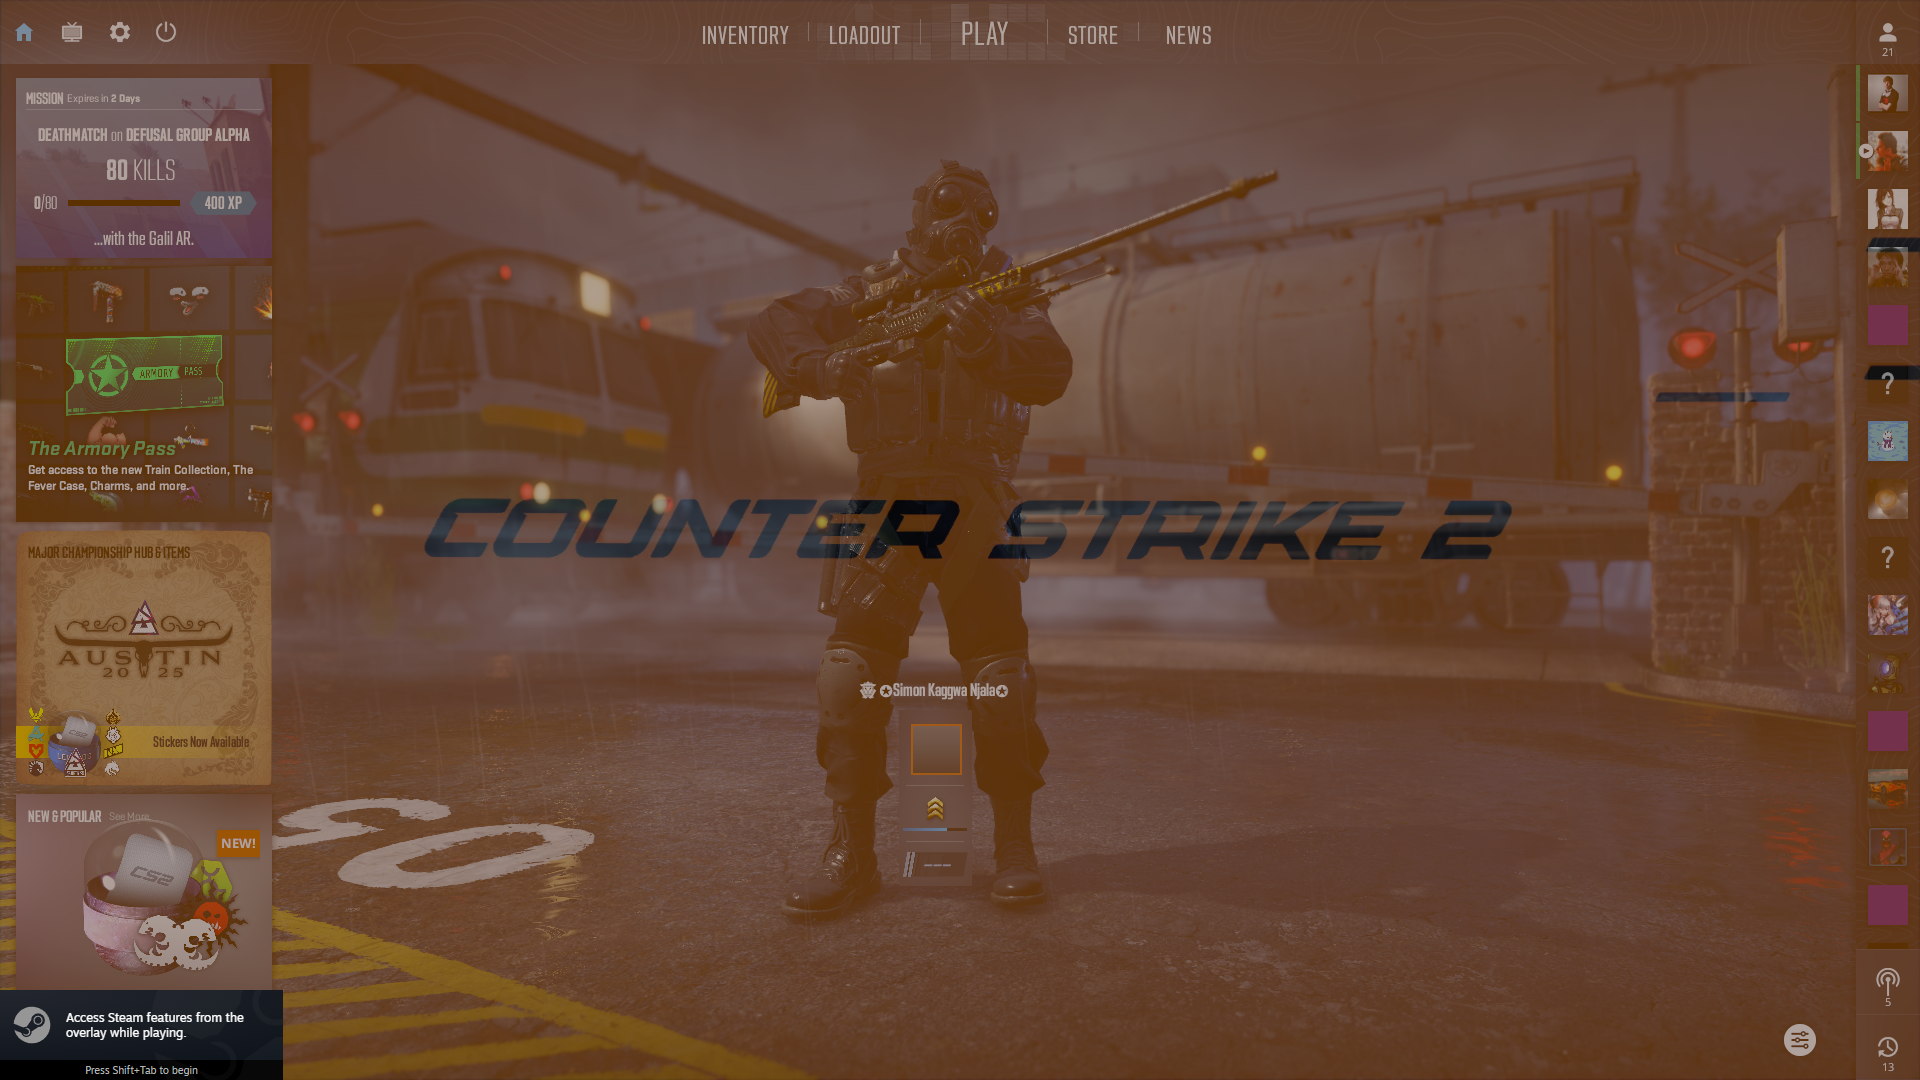 INVENTORY
LOADOUT
PLAY
STORE
NEWS
21
MISSION Expires in 2 Days
DEATHMATCH on DEFUSAL GROUP ALPHA
80 KILLS
0/80
400 XP
...with the Galil AR.
ARMORY PASS
The Armory Pass
Get access to the new Train Collection, The
Fever Case, Charms, and more.
MAJOR CHAMPIONSHIP HUB & ITEMS
AUSTIN
2025
CS2
Stickers Now Available
NEW & POPULAR See More
NEW!
CS2
COUNTER STRIKE 2
✪Simon Kaggwa Njala✪
---
?
?
5
13
Access Steam features from the
overlay while playing.
Press Shift+Tab to begin